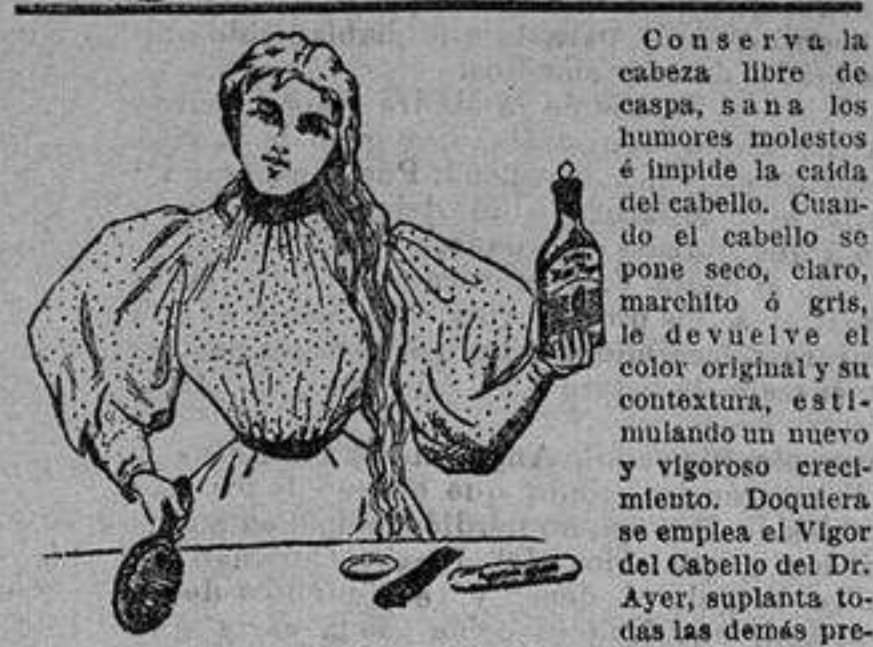 Conserva la
cabeza libre de
caspa, sana los
humores molestos
é impide la caida
del cabello. Cuan-
do el cabello se
pone seco, claro,
marchito ó gris,
le devuelve el
color original y su
contextura, esti-
mulando un nuevo
y vigoroso creci-
miento. Doquiera
se emplea el Vigor
del Cabello del Dr.
Ayer, suplanta to-
das las demás pre-